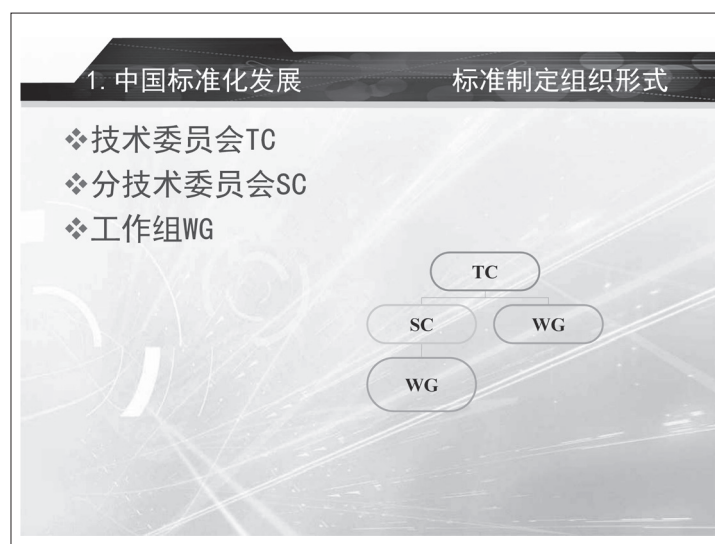 1. 中国标准化发展 标准制定组织形式
❖技术委员会TC
❖分技术委员会SC
❖工作组WG
TC
SC WG
WG